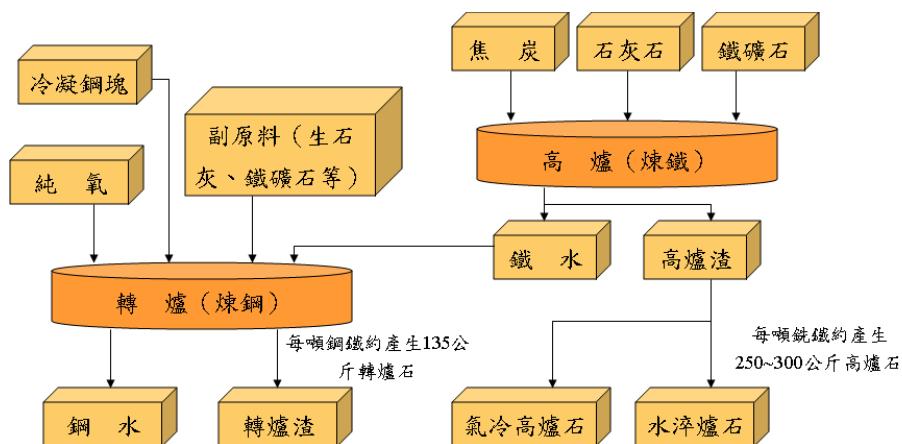 焦 炭
石灰石
鐵礦石
冷凝鋼塊
副原料（生石
灰、鐵礦石等）
高 爐（煉鐵）
純 氧
鐵 水
高爐渣
轉 爐（煉鋼）
每噸鋼鐵約產生135公
斤轉爐石
每噸銑鐵約產生
250~300公斤高爐石
鋼 水
轉爐渣
氣冷高爐石
水淬爐石